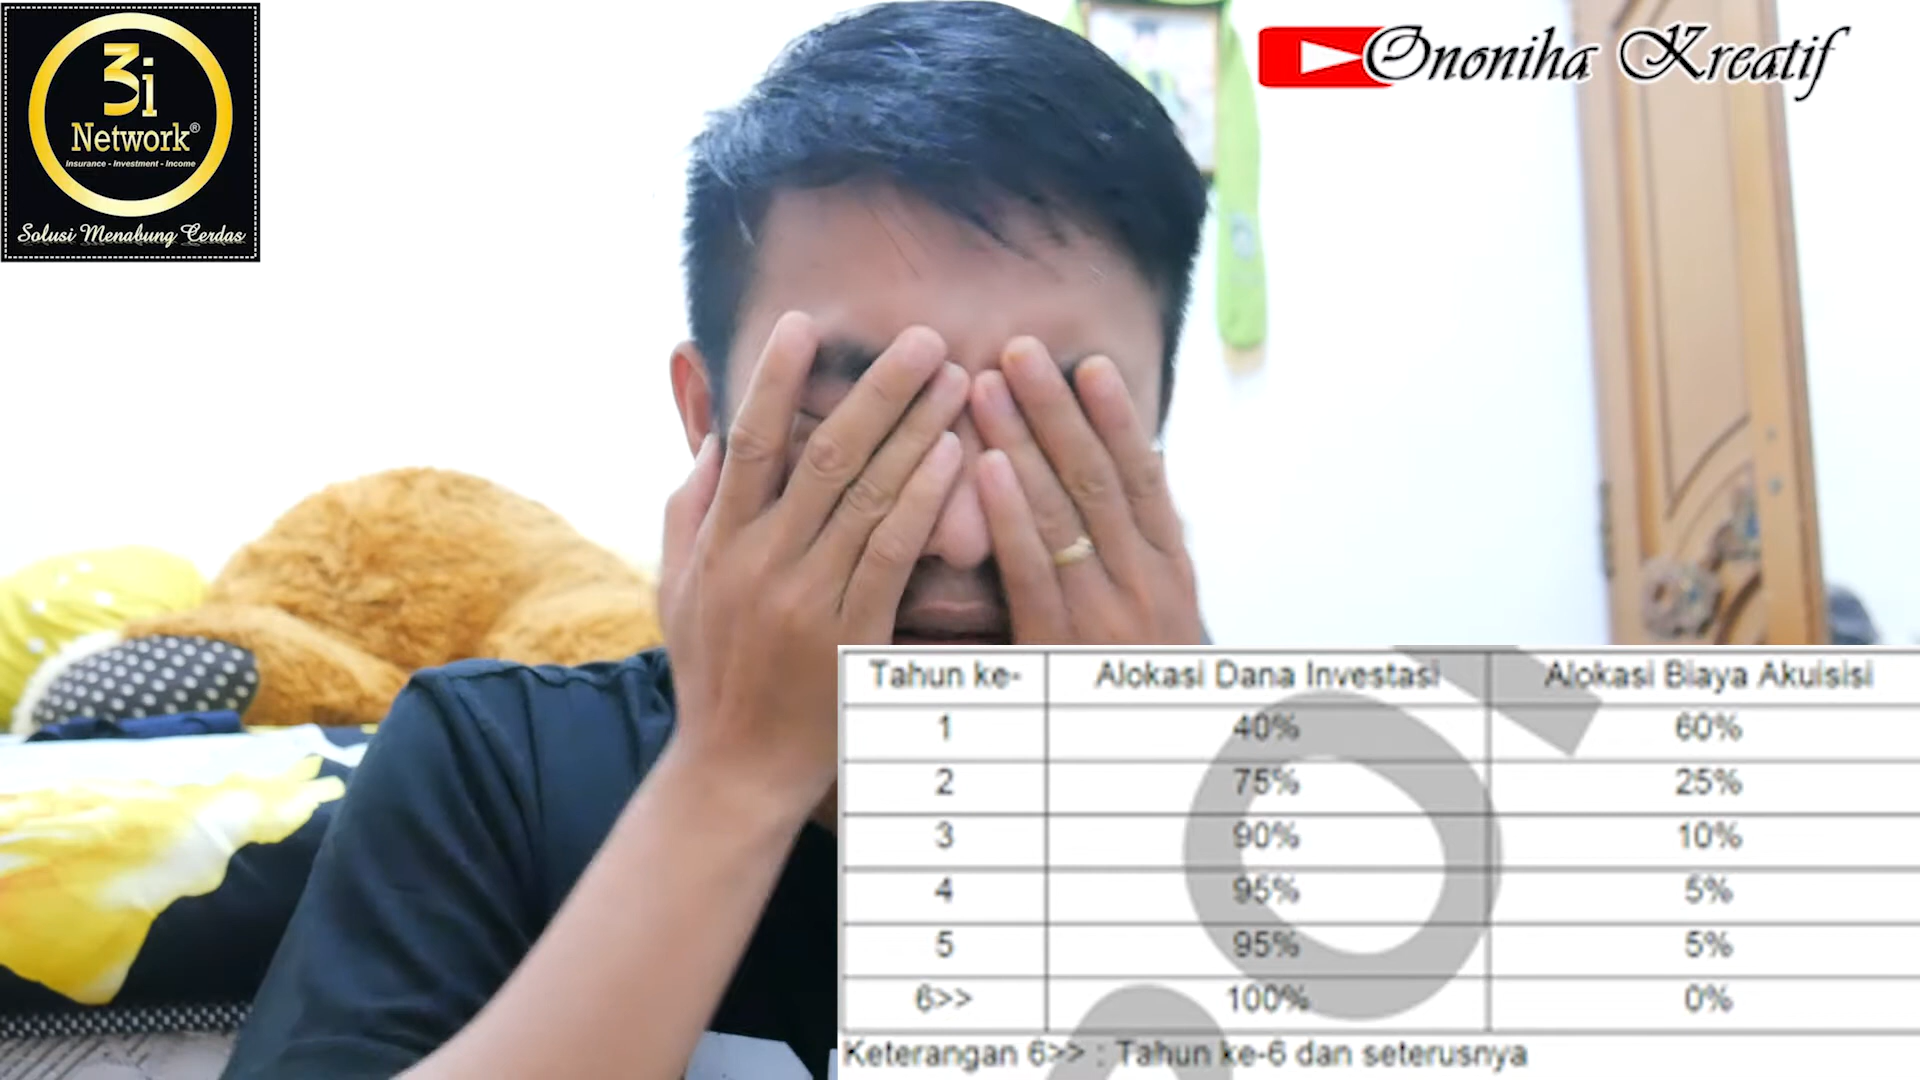 3i
Network®
Insurance - Investment - Income
Solusi Menabung Cerdas
Ononiha Kreatif
Tahun ke- Alokasi Dana Investasi Alokasi Biaya Akuisisi
1 40% 60%
2 75% 25%
3 90% 10%
4 95% 5%
5 95% 5%
6>> 100% 0%
Keterangan 6>> : Tahun ke-6 dan seterusnya